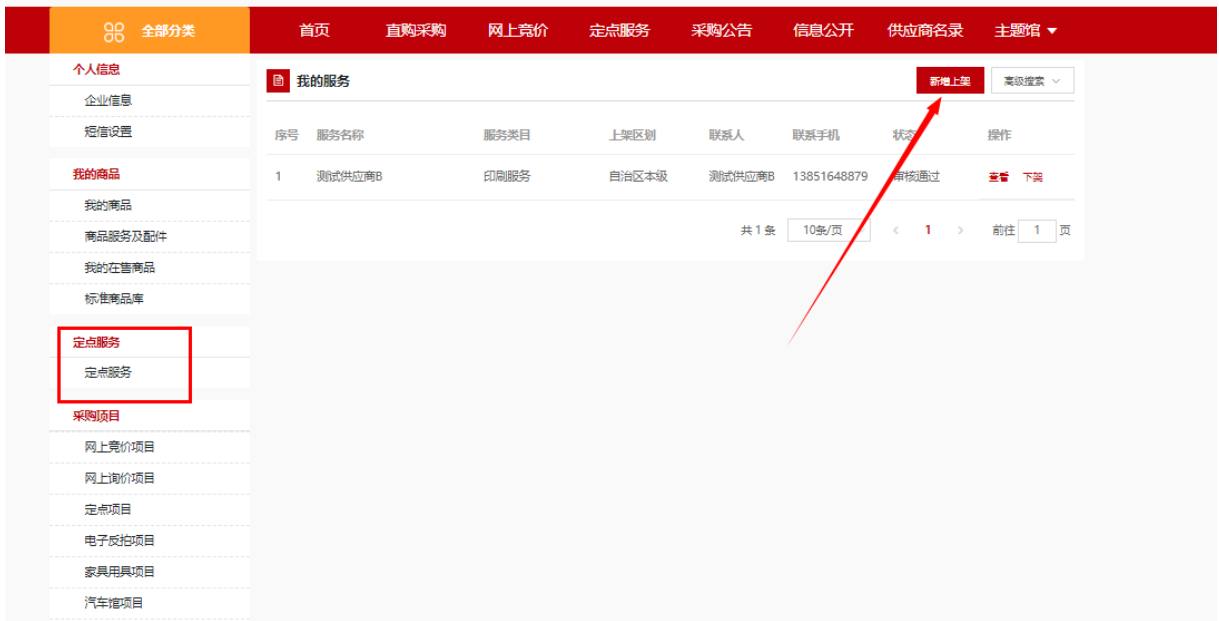 全部分类 首页 直购采购 网上竞价 定点服务 采购公告 信息公开 供应商名录 主题馆
个人信息
企业信息
短信设置
我的商品
我的商品
商品服务及配件
我的在售商品
标准商品库
定点服务
定点服务
采购项目
网上竞价项目
网上询价项目
定点项目
电子反拍项目
家具用具项目
汽车馆项目
我的服务 新增上架 高级搜索
序号 服务名称 服务类目 上架区划 联系人 联系手机 状态 操作
1 测试供应商B 印刷服务 自治区本级 测试供应商B 13851648879 审核通过 查看 下架
共 1 条 10条/页 < 1 > 前往 1 页